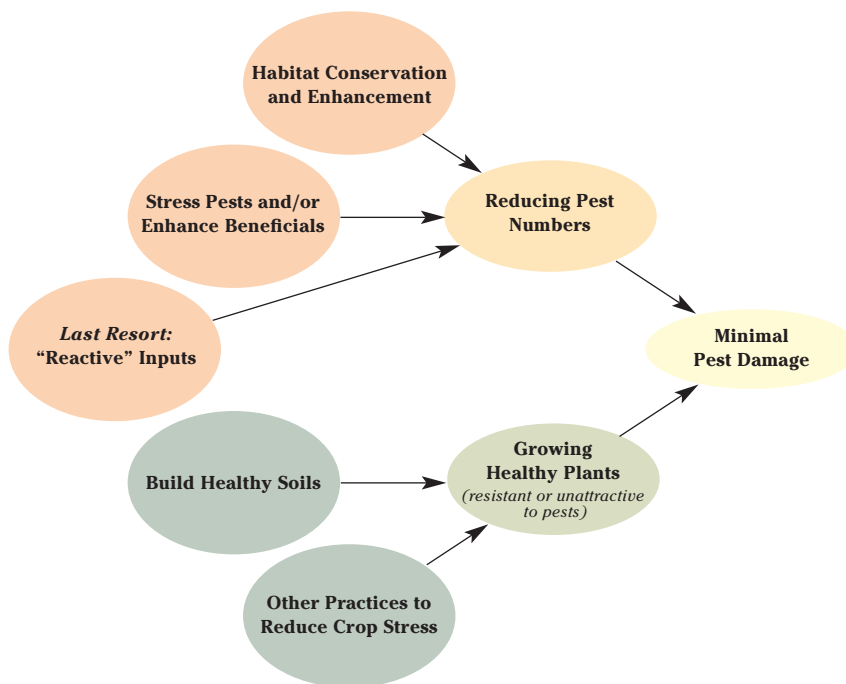 Habitat Conservation
and Enhancement
Stress Pests and/or
Enhance Beneficials
Reducing Pest
Numbers
Last Resort:
“Reactive” Inputs
Minimal
Pest Damage
Build Healthy Soils
Growing
Healthy Plants
(resistant or unattractive
to pests)
Other Practices to
Reduce Crop Stress